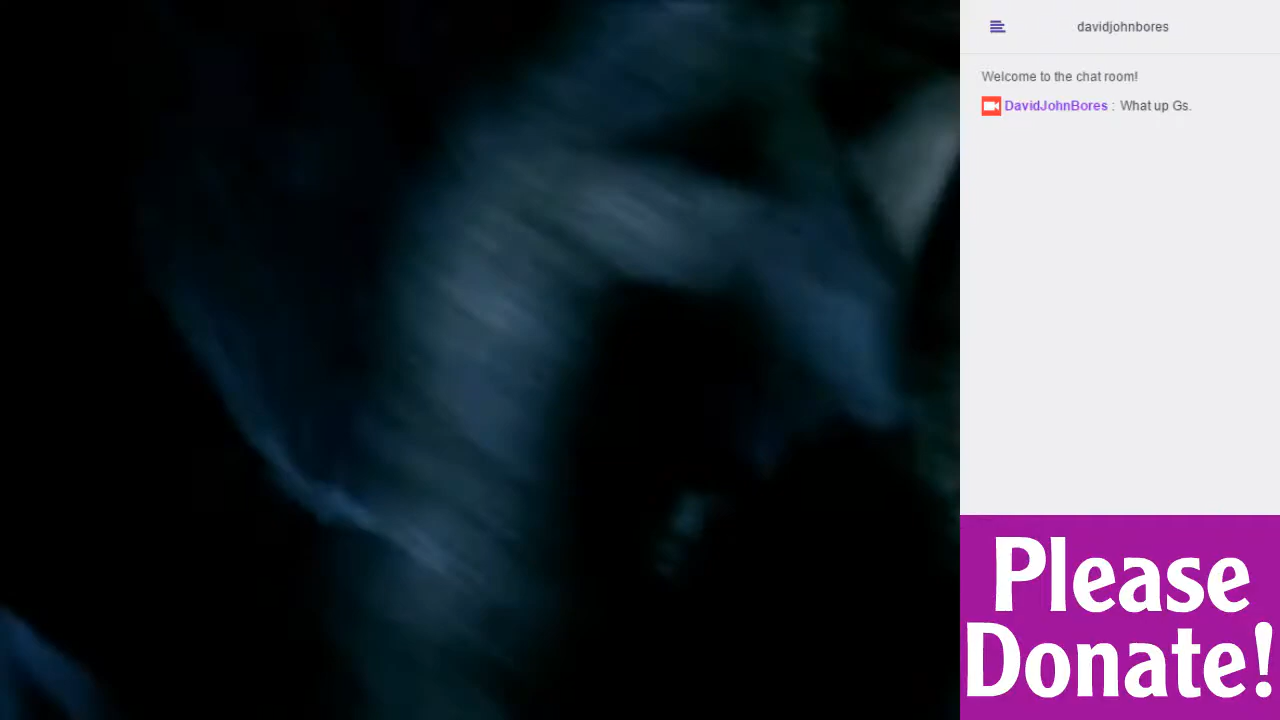 davidjohnbores
Welcome to the chat room!
DavidJohnBores : What up Gs.
Please
Donate!